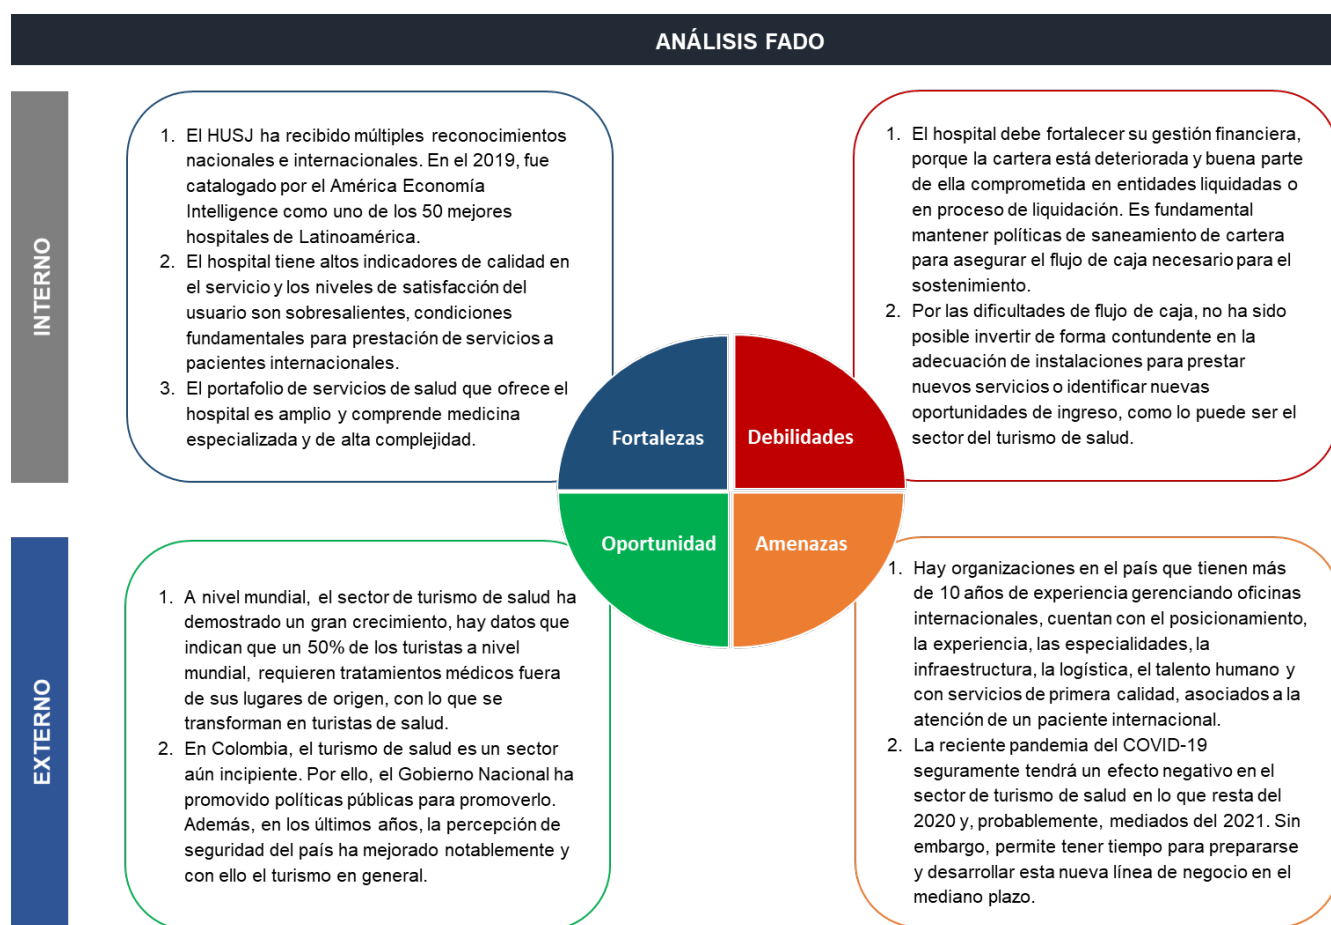 ANÁLISIS FADO
INTERNO
1. El HUSJ ha recibido múltiples reconocimientos
nacionales e internacionales. En el 2019, fue
catalogado por el América Economía
Intelligence como uno de los 50 mejores
hospitales de Latinoamérica.
2. El hospital tiene altos indicadores de calidad en
el servicio y los niveles de satisfacción del
usuario son sobresalientes, condiciones
fundamentales para prestación de servicios a
pacientes internacionales.
3. El portafolio de servicios de salud que ofrece el
hospital es amplio y comprende medicina
especializada y de alta complejidad.
1. El hospital debe fortalecer su gestión financiera,
porque la cartera está deteriorada y buena parte
de ella comprometida en entidades liquidadas o
en proceso de liquidación. Es fundamental
mantener políticas de saneamiento de cartera
para asegurar el flujo de caja necesario para el
sostenimiento.
2. Por las dificultades de flujo de caja, no ha sido
posible invertir de forma contundente en la
adecuación de instalaciones para prestar
nuevos servicios o identificar nuevas
oportunidades de ingreso, como lo puede ser el
sector del turismo de salud.
Fortalezas
Debilidades
Oportunidad
Amenazas
EXTERNO
1. A nivel mundial, el sector de turismo de salud ha
demostrado un gran crecimiento, hay datos que
indican que un 50% de los turistas a nivel
mundial, requieren tratamientos médicos fuera
de sus lugares de origen, con lo que se
transforman en turistas de salud.
2. En Colombia, el turismo de salud es un sector
aún incipiente. Por ello, el Gobierno Nacional ha
promovido políticas públicas para promoverlo.
Además, en los últimos años, la percepción de
seguridad del país ha mejorado notablemente y
con ello el turismo en general.
1. Hay organizaciones en el país que tienen más
de 10 años de experiencia gerenciando oficinas
internacionales, cuentan con el posicionamiento,
la experiencia, las especialidades, la
infraestructura, la logística, el talento humano y
con servicios de primera calidad, asociados a la
atención de un paciente internacional.
2. La reciente pandemia del COVID-19
seguramente tendrá un efecto negativo en el
sector de turismo de salud en lo que resta del
2020 y, probablemente, mediados del 2021. Sin
embargo, permite tener tiempo para prepararse
y desarrollar esta nueva línea de negocio en el
mediano plazo.